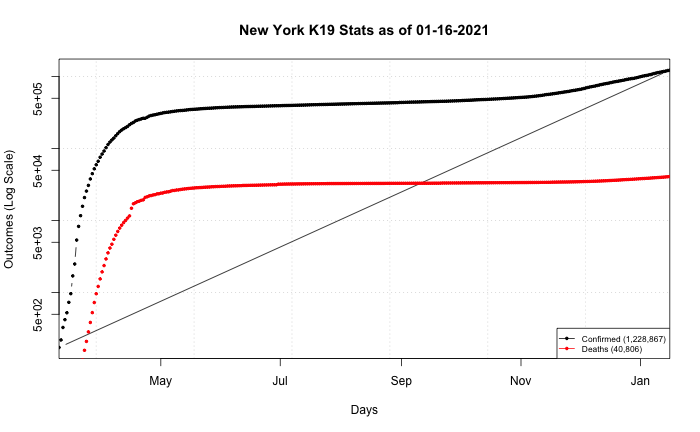 New York K19 Stats as of 01-16-2021
Outcomes (Log Scale)
5e+05
5e+04
5e+03
5e+02
Confirmed (1,228,867)
Deaths (40,806)
May Jul Sep Nov Jan
Days